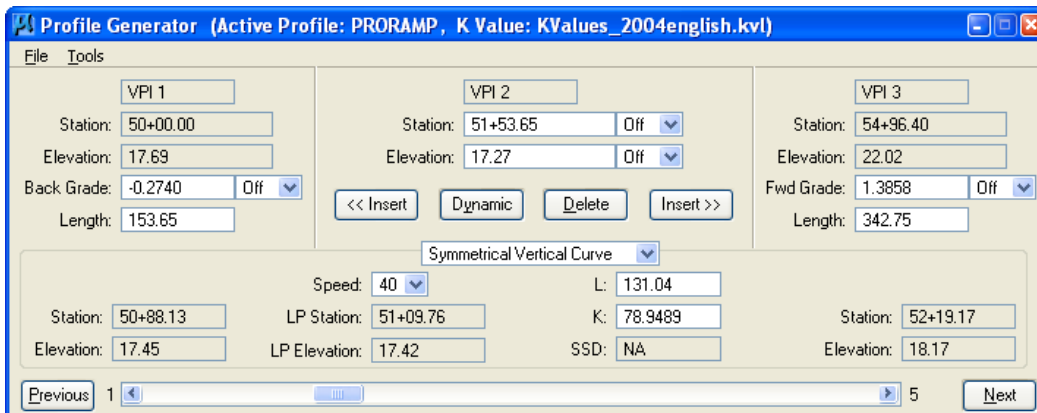 Profile Generator (Active Profile: PRORAMP, K Value: KValues_2004english.kvl)
File Tools
VPI 1 VPI 2 VPI 3
Station: 50+00.00 Station: 51+53.65 Off Station: 54+96.40
Elevation: 17.69 Elevation: 17.27 Off Elevation: 22.02
Back Grade: -0.2740 Off << Insert Dynamic Delete Insert >> Fwd Grade: 1.3858 Off
Length: 153.65 Length: 342.75
Symmetrical Vertical Curve
Speed: 40 L: 131.04
Station: 50+88.13 LP Station: 51+09.76 K: 78.9489 Station: 52+19.17
Elevation: 17.45 LP Elevation: 17.42 SSD: NA Elevation: 18.17
Previous 1 5 Next